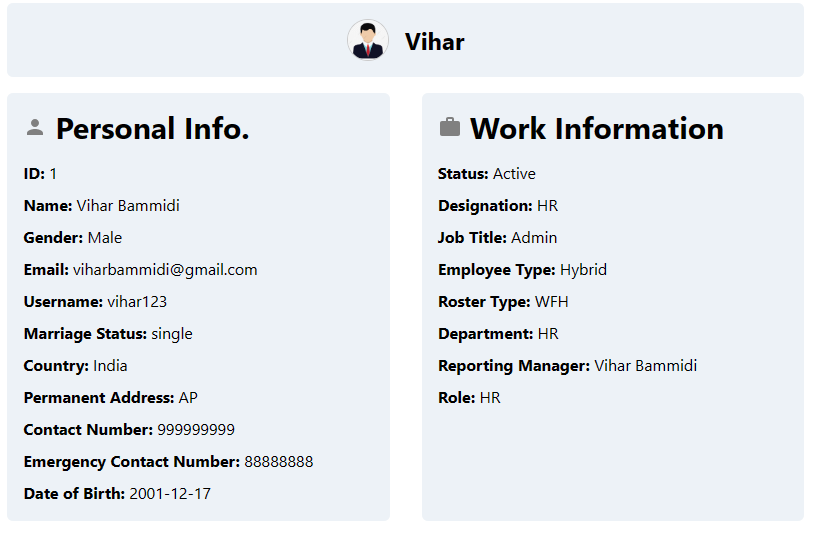 Vihar
Personal Info.
ID: 1
Name: Vihar Bammidi
Gender: Male
Email: viharbammidi@gmail.com
Username: vihar123
Marriage Status: single
Country: India
Permanent Address: AP
Contact Number: 999999999
Emergency Contact Number: 88888888
Date of Birth: 2001-12-17
Work Information
Status: Active
Designation: HR
Job Title: Admin
Employee Type: Hybrid
Roster Type: WFH
Department: HR
Reporting Manager: Vihar Bammidi
Role: HR